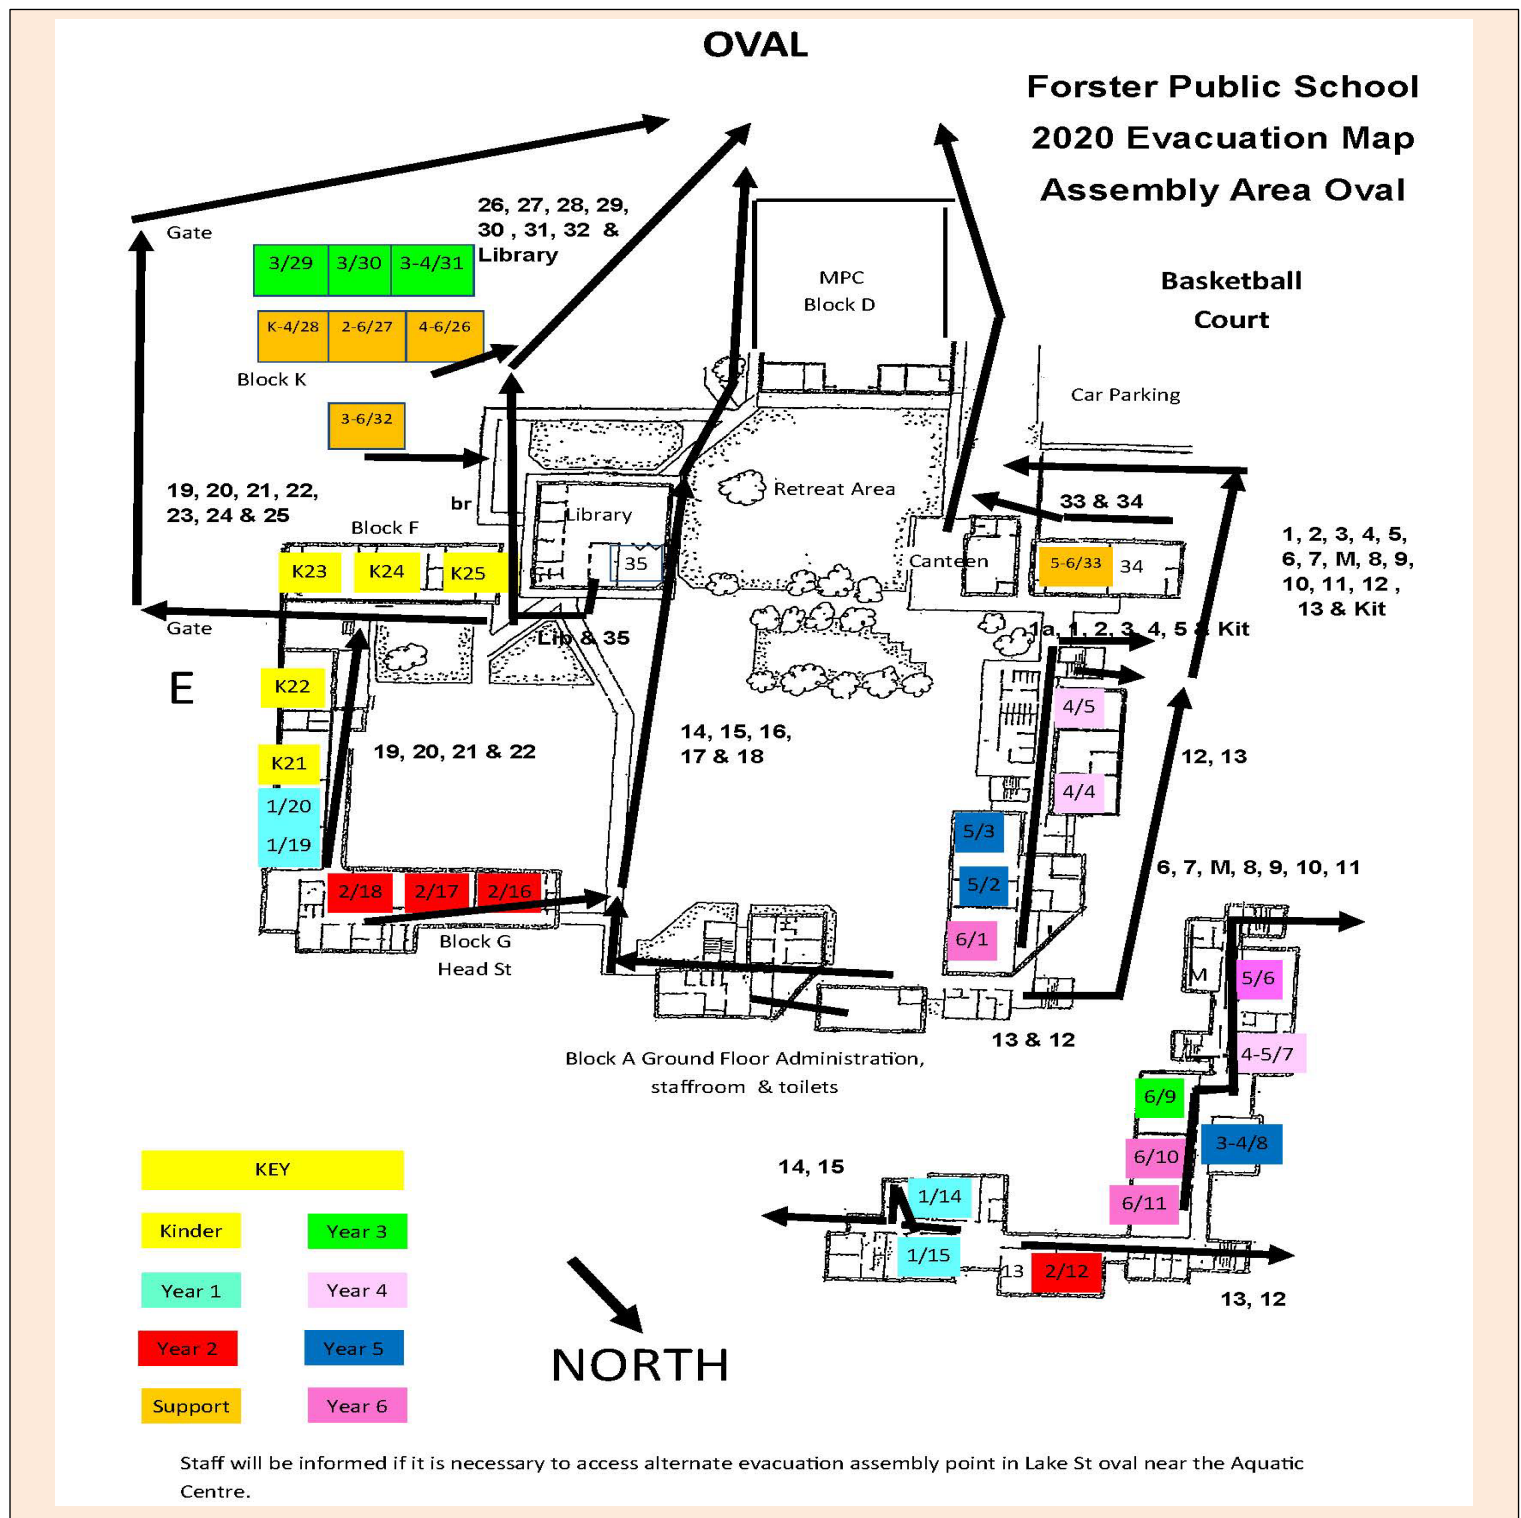 OVAL
Forster Public School
2020 Evacuation Map
Assembly Area Oval
26, 27, 28, 29,
30 , 31, 32 &
Library
Gate
3/29
3/30
3-4/31
MPC
Block D
Basketball
Court
K-4/28
2-6/27
4-6/26
Block K
Car Parking
3-6/32
19, 20, 21, 22,
23, 24 & 25
br
Block F
Library
Retreat Area
33 & 34
1, 2, 3, 4, 5,
6, 7, M, 8, 9,
10, 11, 12 ,
13 & Kit
K23
K24
K25
35
Canteen
5-6/33
34
Gate
Lib & 35
1a, 1, 2, 3, 4, 5 & Kit
E
K22
4/5
19, 20, 21 & 22
14, 15, 16,
17 & 18
12, 13
K21
1/20
4/4
1/19
5/3
6, 7, M, 8, 9, 10, 11
2/18
2/17
2/16
5/2
Block G
Head St
6/1
M
5/6
13 & 12
Block A Ground Floor Administration,
staffroom & toilets
4-5/7
6/9
3-4/8
6/10
14, 15
1/14
6/11
1/15
13
2/12
13, 12
KEY
Kinder
Year 3
Year 1
Year 4
Year 2
Year 5
Support
Year 6
NORTH
Staff will be informed if it is necessary to access alternate evacuation assembly point in Lake St oval near the Aquatic
Centre.